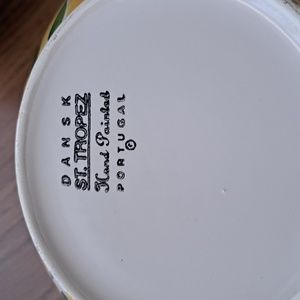 DANSK
ST. TROPEZ
Hand Painted
PORTUGAL
©